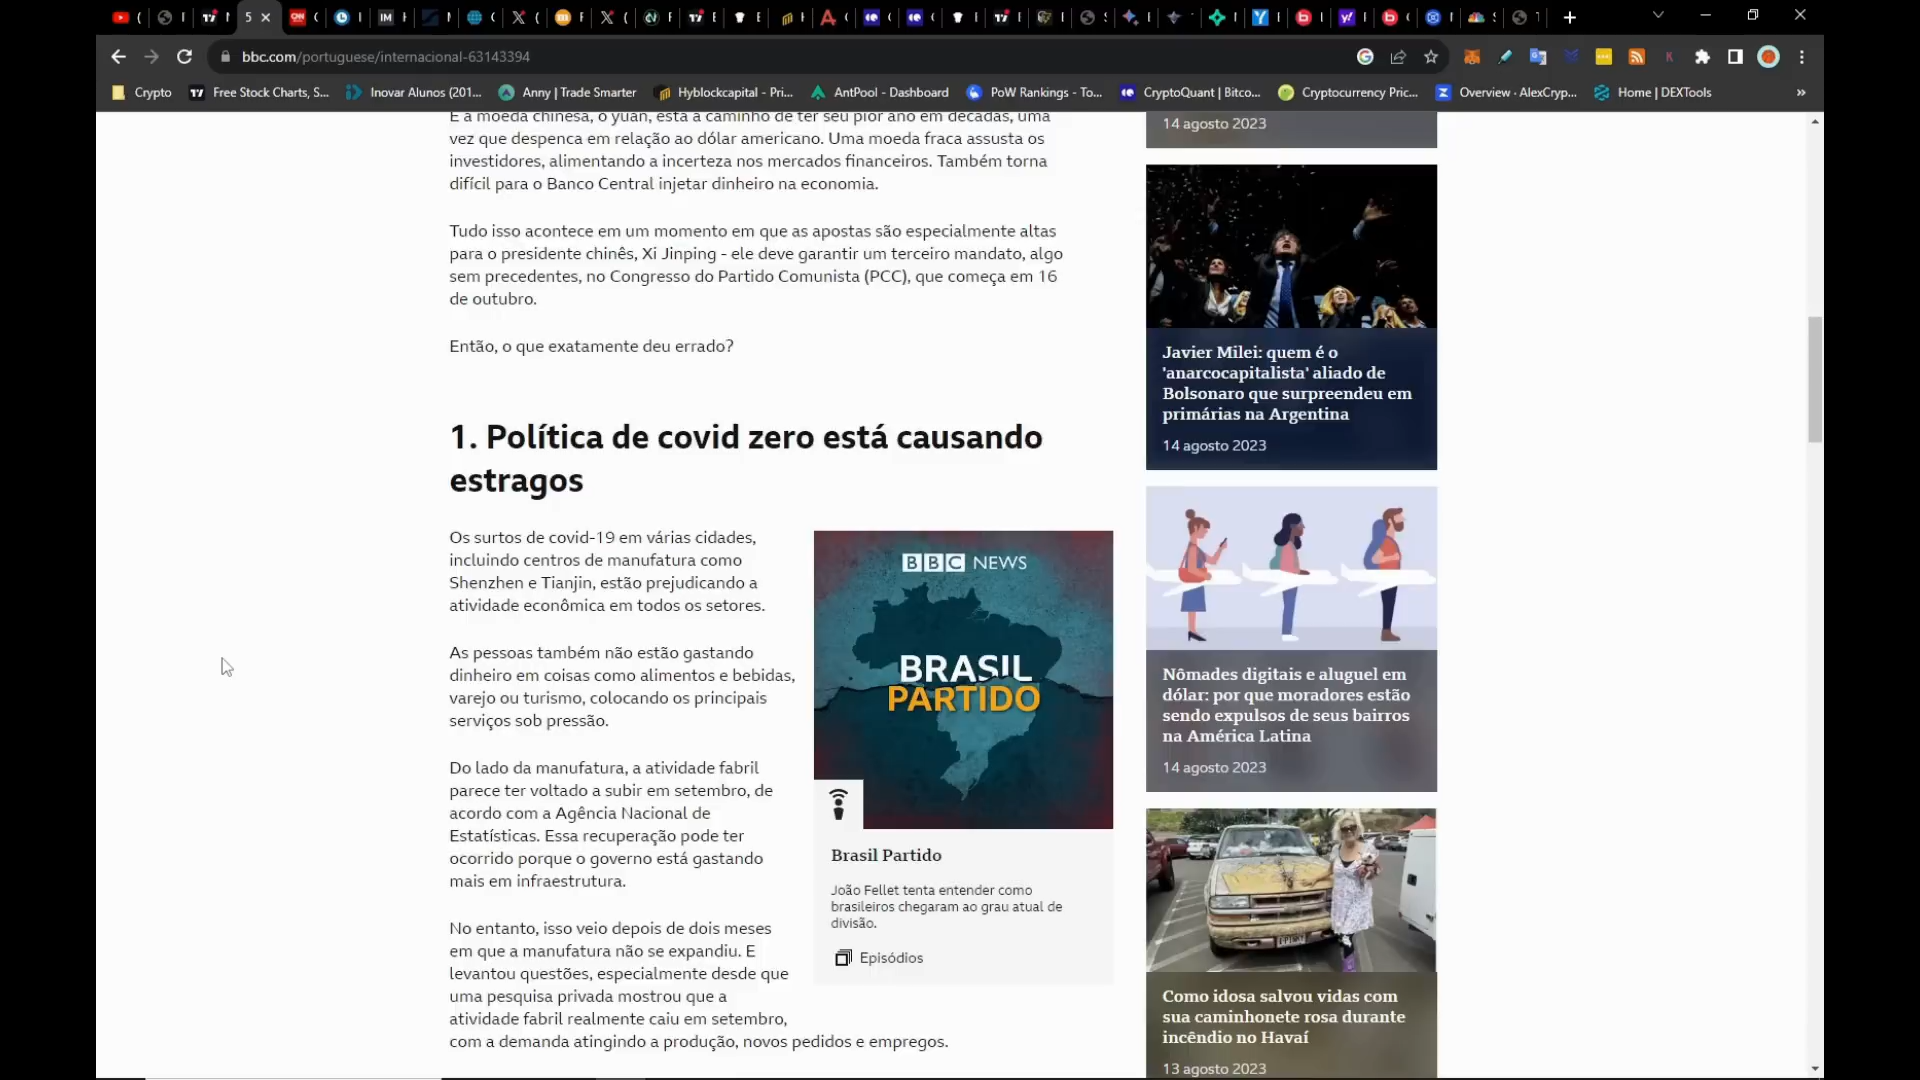 5
bbc.com/portuguese/internacional-63143394
Crypto
Free Stock Charts, S...
Inovar Alunos (201...
Anny | Trade Smarter
Hyblockcapital - Pri...
AntPool - Dashboard
PoW Rankings - To...
CryptoQuant | Bitco...
Cryptocurrency Pric...
Overview · AlexCryp...
Home | DEXTools
E a moeda chinesa, o yuan, está a caminho de ter seu pior ano em décadas, uma
vez que despenca em relação ao dólar americano. Uma moeda fraca assusta os
investidores, alimentando a incerteza nos mercados financeiros. Também torna
difícil para o Banco Central injetar dinheiro na economia.
Tudo isso acontece em um momento em que as apostas são especialmente altas
para o presidente chinês, Xi Jinping - ele deve garantir um terceiro mandato, algo
sem precedentes, no Congresso do Partido Comunista (PCC), que começa em 16
de outubro.
Então, o que exatamente deu errado?
1. Política de covid zero está causando
estragos
Os surtos de covid-19 em várias cidades,
incluindo centros de manufatura como
Shenzhen e Tianjin, estão prejudicando a
atividade econômica em todos os setores.
As pessoas também não estão gastando
dinheiro em coisas como alimentos e bebidas,
varejo ou turismo, colocando os principais
serviços sob pressão.
Do lado da manufatura, a atividade fabril
parece ter voltado a subir em setembro, de
acordo com a Agência Nacional de
Estatísticas. Essa recuperação pode ter
ocorrido porque o governo está gastando
mais em infraestrutura.
No entanto, isso veio depois de dois meses
em que a manufatura não se expandiu. E
levantou questões, especialmente desde que
uma pesquisa privada mostrou que a
atividade fabril realmente caiu em setembro,
com a demanda atingindo a produção, novos pedidos e empregos.
BBC NEWS
BRASIL
PARTIDO
Brasil Partido
João Fellet tenta entender como
brasileiros chegaram ao grau atual de
divisão.
Episódios
14 agosto 2023
Javier Milei: quem é o
'anarcocapitalista' aliado de
Bolsonaro que surpreendeu em
primárias na Argentina
14 agosto 2023
Nômades digitais e aluguel em
dólar: por que moradores estão
sendo expulsos de seus bairros
na América Latina
14 agosto 2023
Como idosa salvou vidas com
sua caminhonete rosa durante
incêndio no Havaí
13 agosto 2023